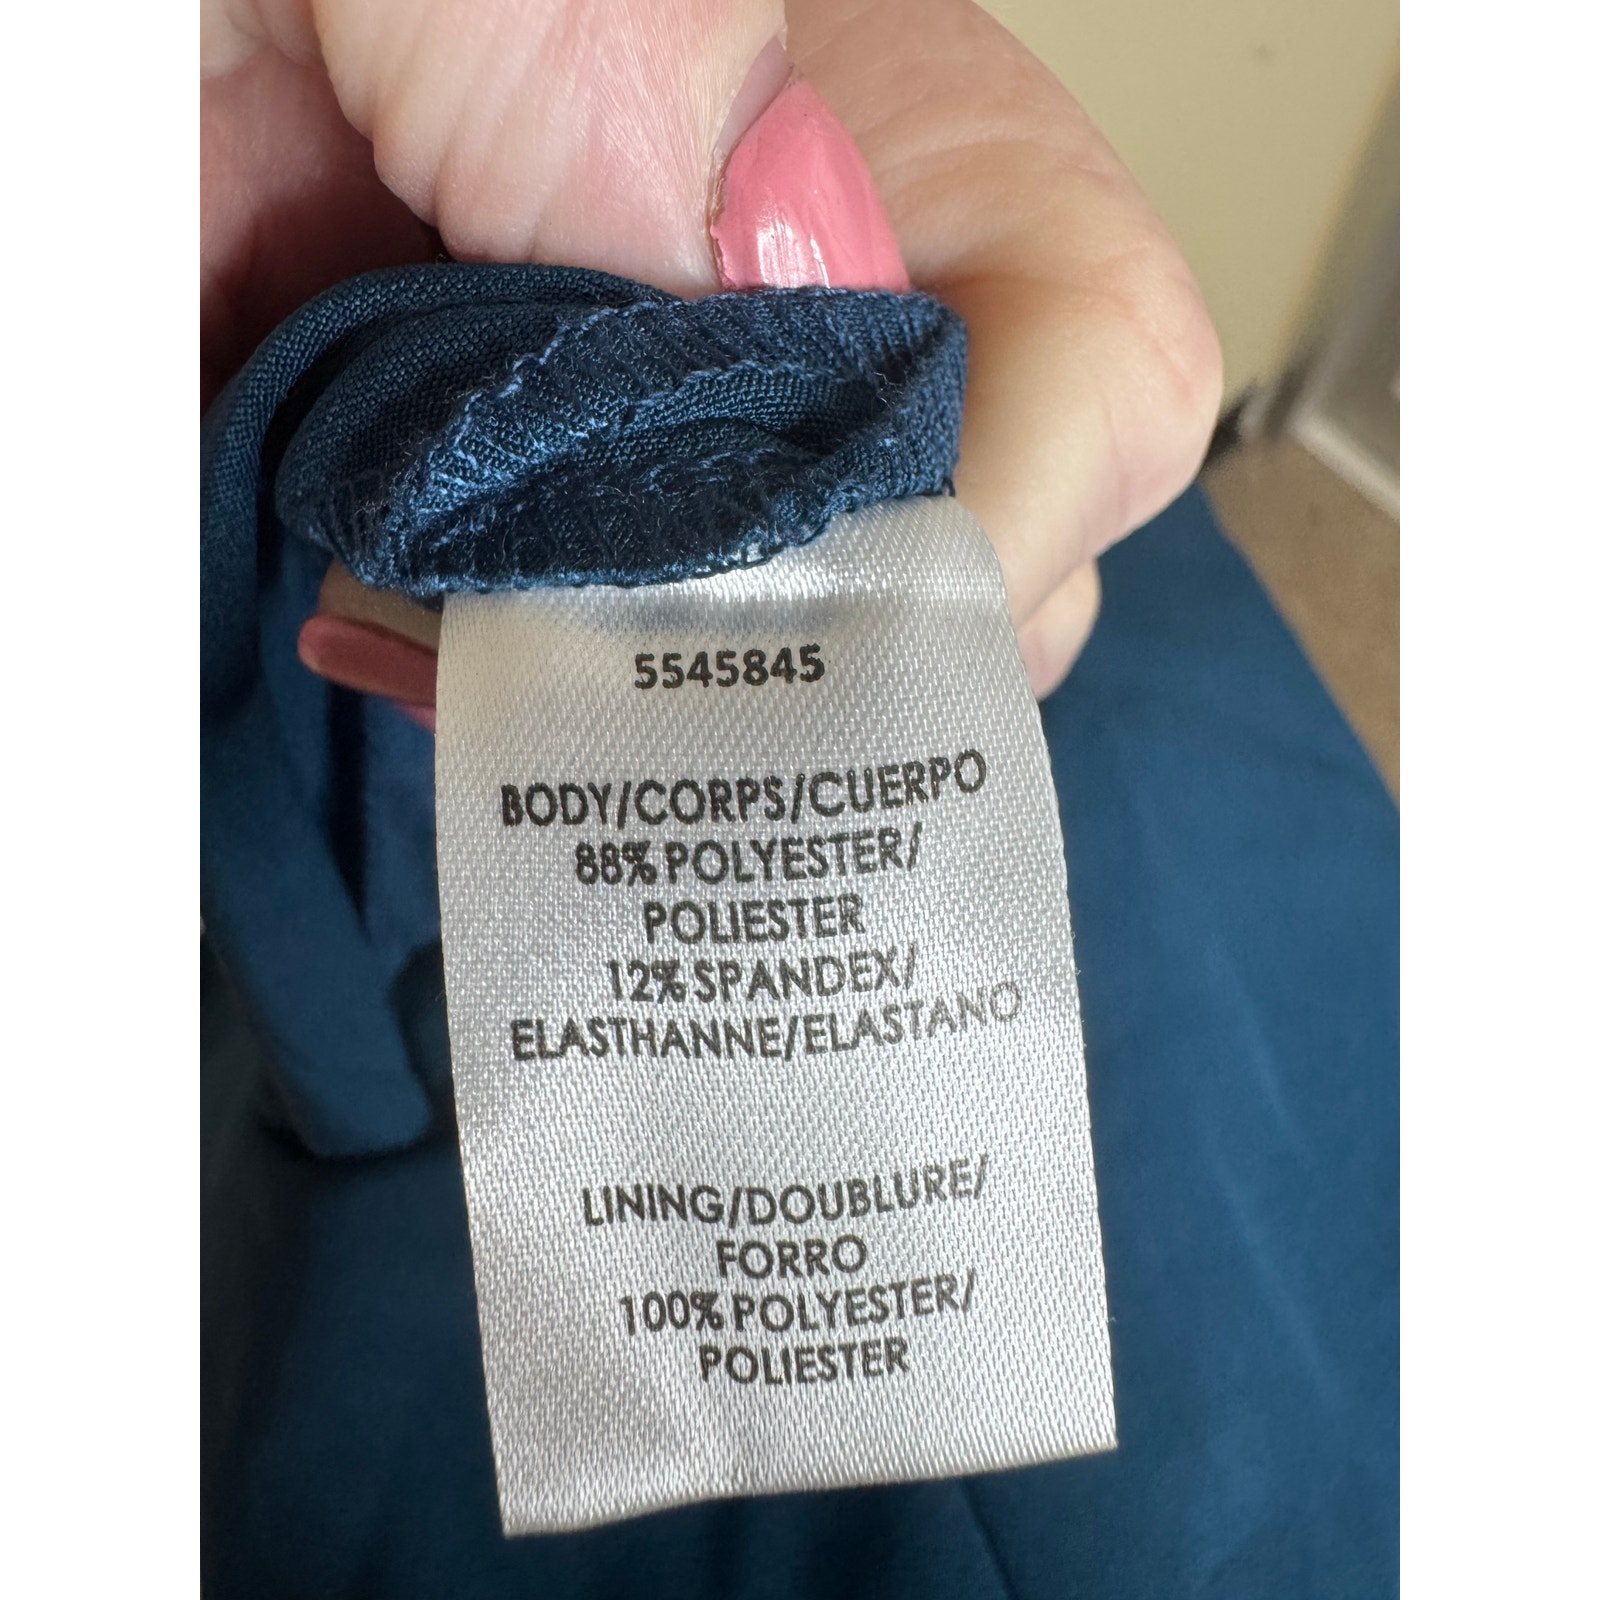 5545845
BODY/CORPS/CUERPO
88% POLYESTER/
POLIESTER
12% SPANDEX/
ELASTHANNE/ELASTANO
LINING/DOUBLURE/
FORRO
100% POLYESTER/
POLIESTER